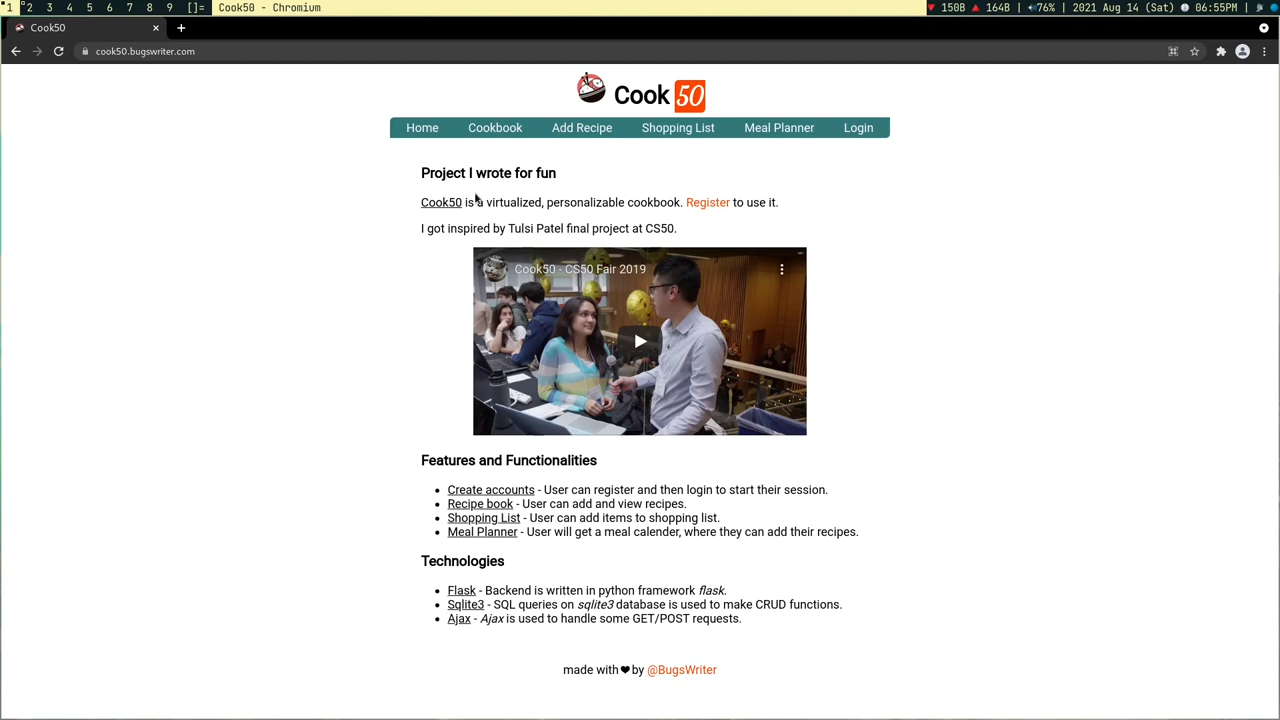 1 2 3 4 5 6 7 8 9 []= Cook50 - Chromium 150B 164B 76% | 2021 Aug 14 (Sat) 06:55PM
Cook50
cook50.bugswriter.com
Cook 50
Home Cookbook Add Recipe Shopping List Meal Planner Login
Project I wrote for fun
Cook50 is a virtualized, personalizable cookbook. Register to use it.
I got inspired by Tulsi Patel final project at CS50.
Cook50 - CS50 Fair 2019
Features and Functionalities
Create accounts - User can register and then login to start their session.
Recipe book - User can add and view recipes.
Shopping List - User can add items to shopping list.
Meal Planner - User will get a meal calender, where they can add their recipes.
Technologies
Flask - Backend is written in python framework flask.
Sqlite3 - SQL queries on sqlite3 database is used to make CRUD functions.
Ajax - Ajax is used to handle some GET/POST requests.
made with ❤ by @BugsWriter